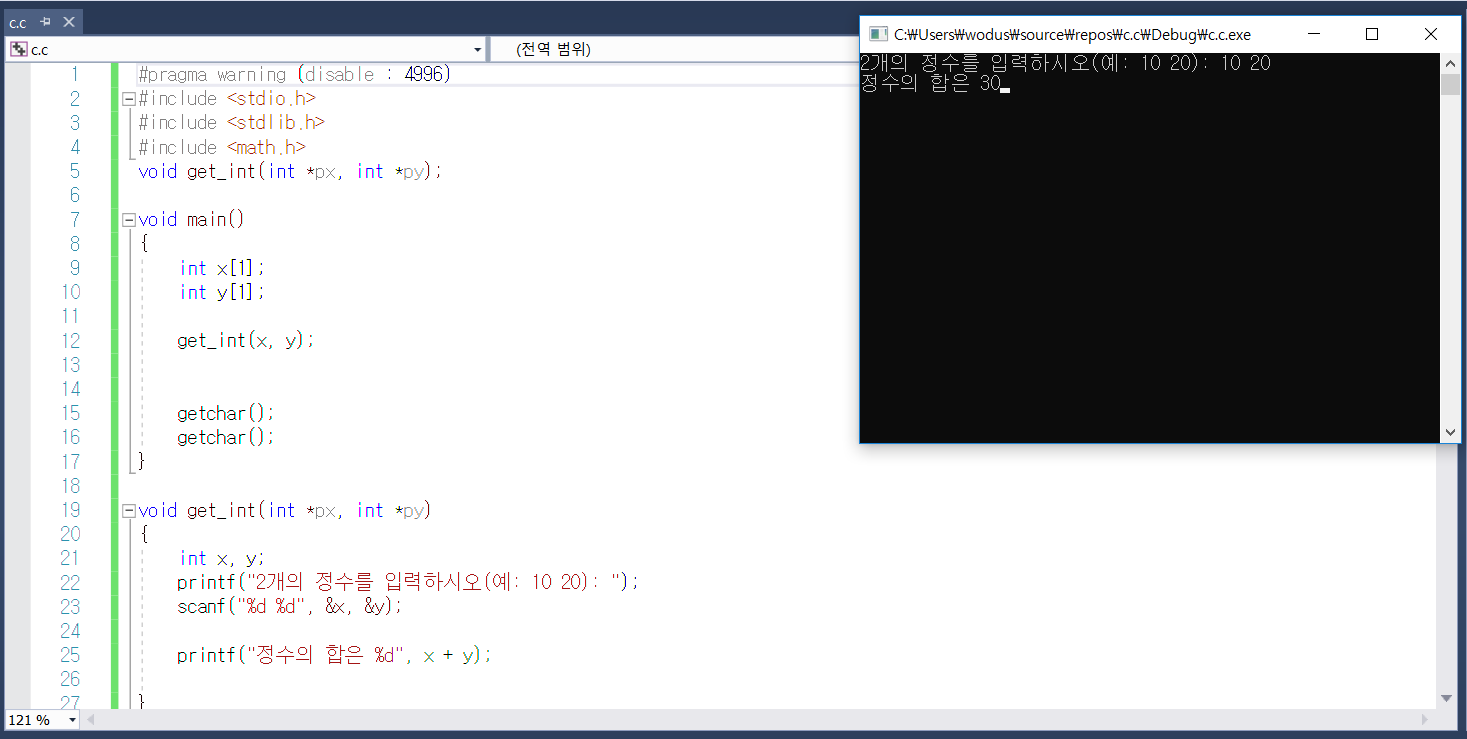 c.c
c.c
(전역 범위)
1 #pragma warning (disable : 4996)
2 #include <stdio.h>
3 #include <stdlib.h>
4 #include <math.h>
5 void get_int(int *px, int *py);
6
7 void main()
8 {
9 int x[1];
10 int y[1];
11
12 get_int(x, y);
13
14
15 getchar();
16 getchar();
17 }
18
19 void get_int(int *px, int *py)
20 {
21 int x, y;
22 printf("2개의 정수를 입력하시오(예: 10 20): ");
23 scanf("%d %d", &x, &y);
24
25 printf("정수의 합은 %d", x + y);
26
27 }
121 %
C:₩Users₩wodus₩source₩repos₩c.c₩Debug₩c.c.exe
2개의 정수를 입력하시오(예: 10 20): 10 20
정수의 합은 30